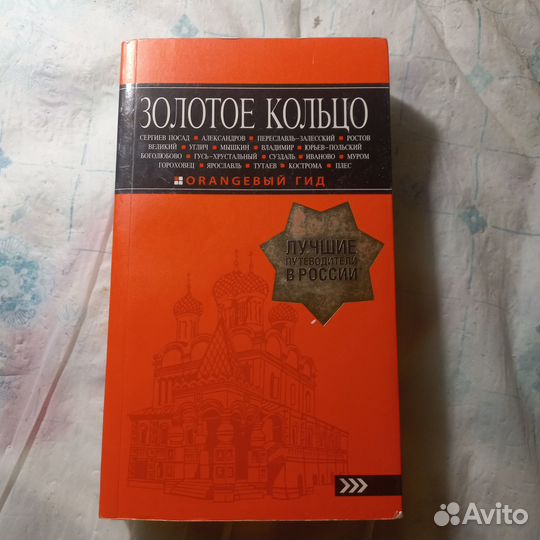 ЗОЛОТОЕ КОЛЬЦО
СЕРГИЕВ ПОСАД ■ АЛЕКСАНДРОВ ■ ПЕРЕСЛАВЛЬ-ЗАЛЕССКИЙ ■ РОСТОВ
ВЕЛИКИЙ ■ УГЛИЧ ■ МЫШКИН ■ ВЛАДИМИР ■ ЮРЬЕВ-ПОЛЬСКИЙ
БОГОЛЮБОВО ■ ГУСЬ-ХРУСТАЛЬНЫЙ ■ СУЗДАЛЬ ■ ИВАНОВО ■ МУРОМ
ГОРОХОВЕЦ ■ ЯРОСЛАВЛЬ ■ ТУТАЕВ ■ КОСТРОМА ■ ПЛЕС
ORANGEВЫЙ ГИД
ЛУЧШИЕ
ПУТЕВОДИТЕЛИ
В РОССИИ
Avito